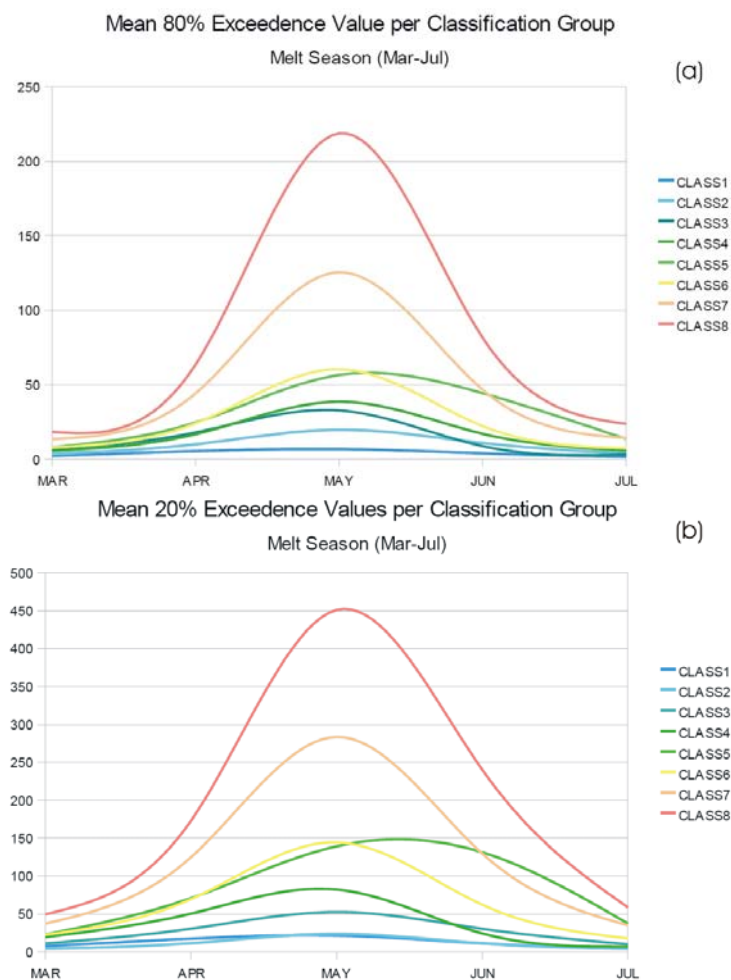 Mean 80% Exceedence Value per Classification Group
Melt Season (Mar-Jul)
(a)
250
200
150
100
50
0
MAR APR MAY JUN JUL
CLASS1
CLASS2
CLASS3
CLASS4
CLASS5
CLASS6
CLASS7
CLASS8
Mean 20% Exceedence Values per Classification Group
Melt Season (Mar-Jul)
(b)
500
450
400
350
300
250
200
150
100
50
0
MAR APR MAY JUN JUL
CLASS1
CLASS2
CLASS3
CLASS4
CLASS5
CLASS6
CLASS7
CLASS8